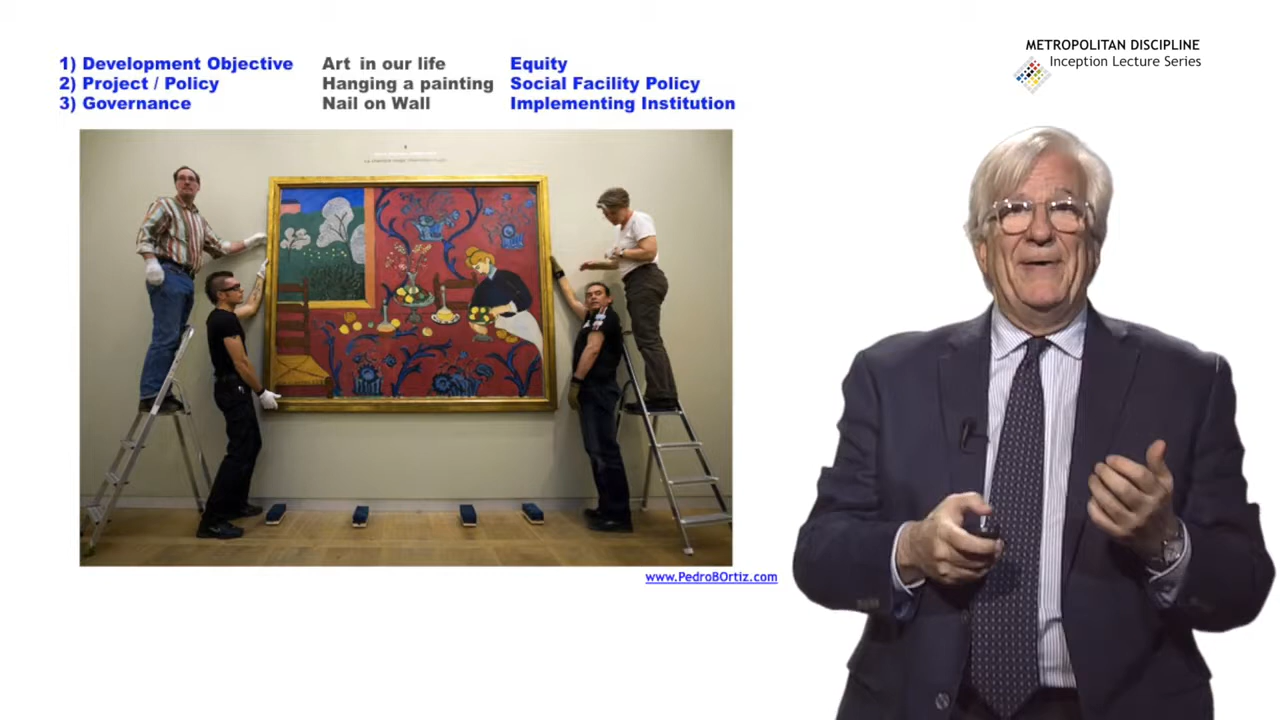 1) Development Objective Art in our life Equity
2) Project / Policy Hanging a painting Social Facility Policy
3) Governance Nail on Wall Implementing Institution
METROPOLITAN DISCIPLINE
Inception Lecture Series
www.PedroBOrtiz.com